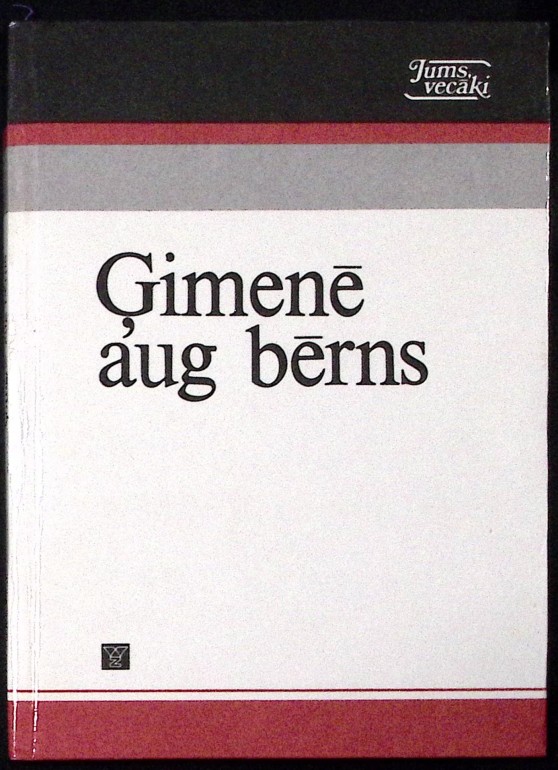 Jums,
vecāki
Ģimenē
aug bērns